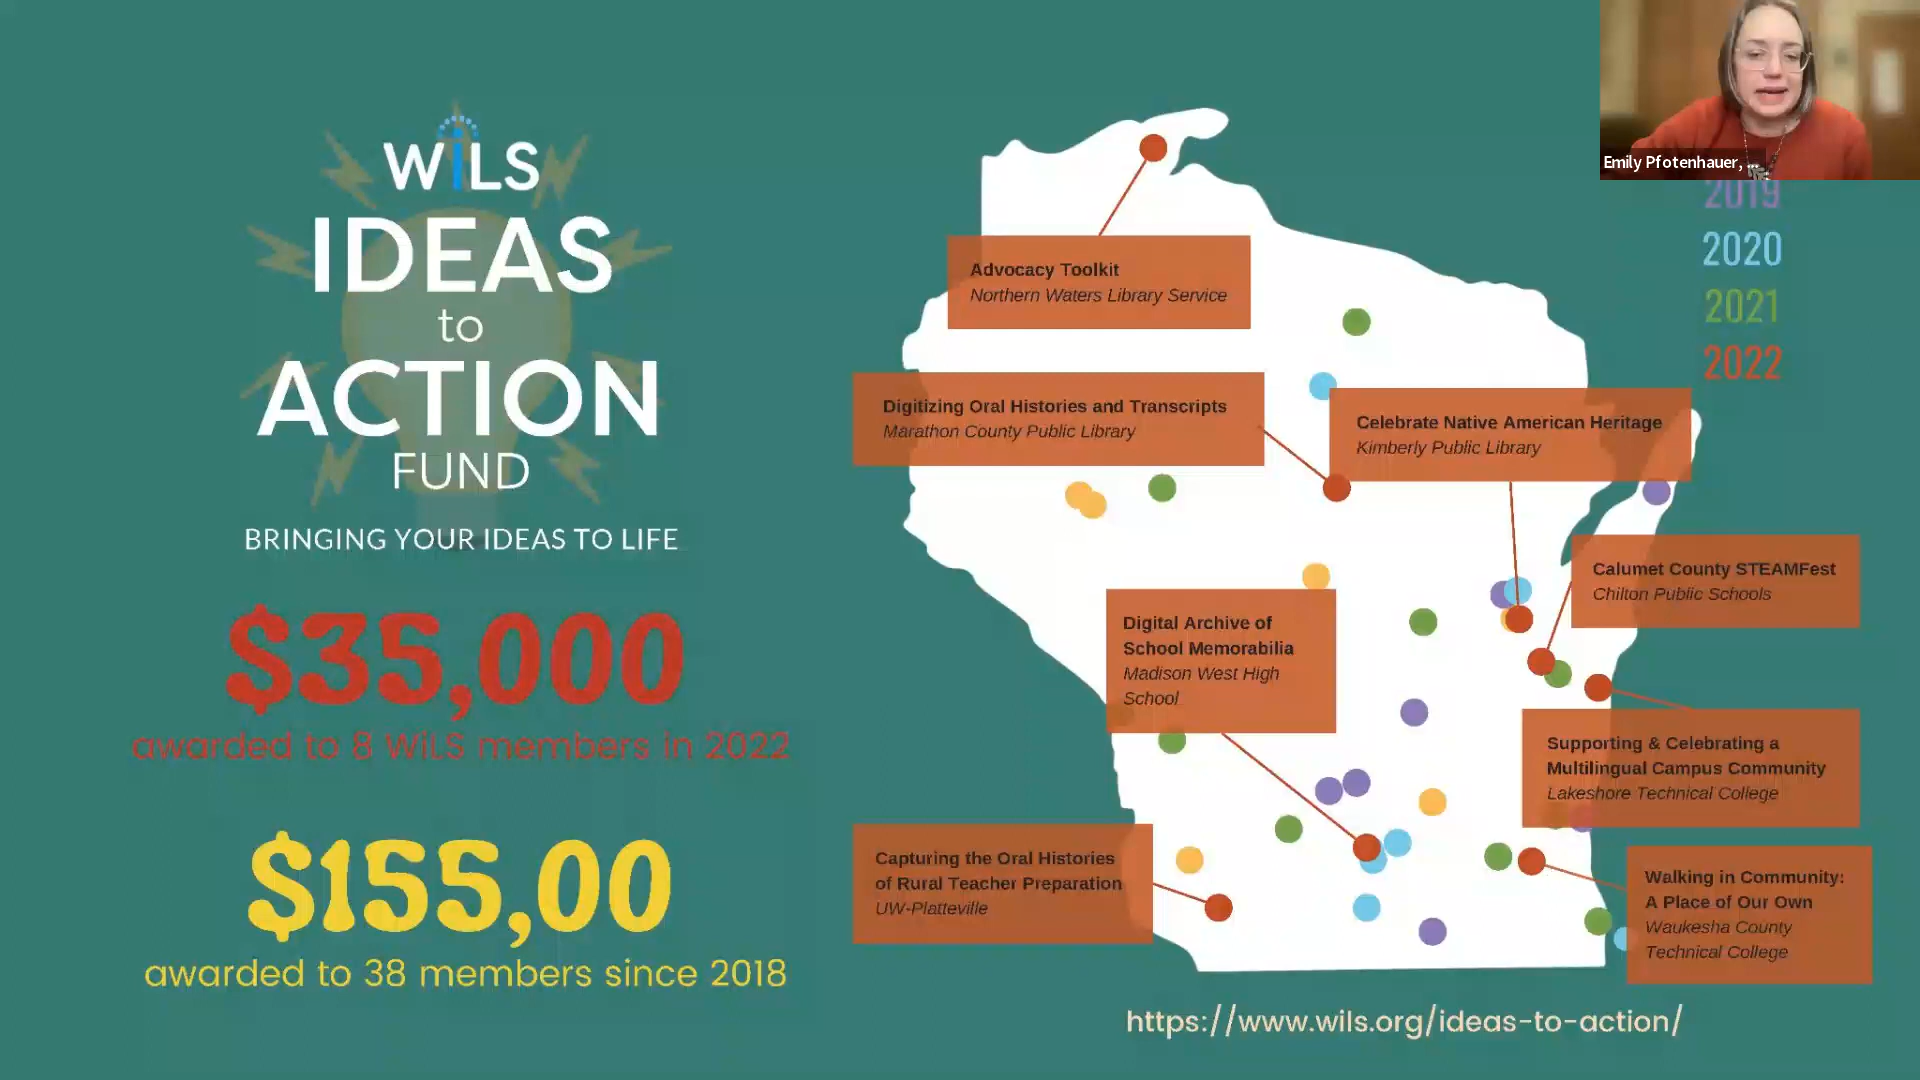 WiLS
IDEAS
to
ACTION
FUND
BRINGING YOUR IDEAS TO LIFE
$35,000
awarded to 8 WiLS members in 2022
$155,00
awarded to 38 members since 2018
Emily Pfotenhauer, ...
2019
2020
2021
2022
Advocacy Toolkit
Northern Waters Library Service
Digitizing Oral Histories and Transcripts
Marathon County Public Library
Celebrate Native American Heritage
Kimberly Public Library
Calumet County STEAMFest
Chilton Public Schools
Digital Archive of
School Memorabilia
Madison West High
School
Supporting & Celebrating a
Multilingual Campus Community
Lakeshore Technical College
Capturing the Oral Histories
of Rural Teacher Preparation
UW-Platteville
Walking in Community:
A Place of Our Own
Waukesha County
Technical College
https://www.wils.org/ideas-to-action/